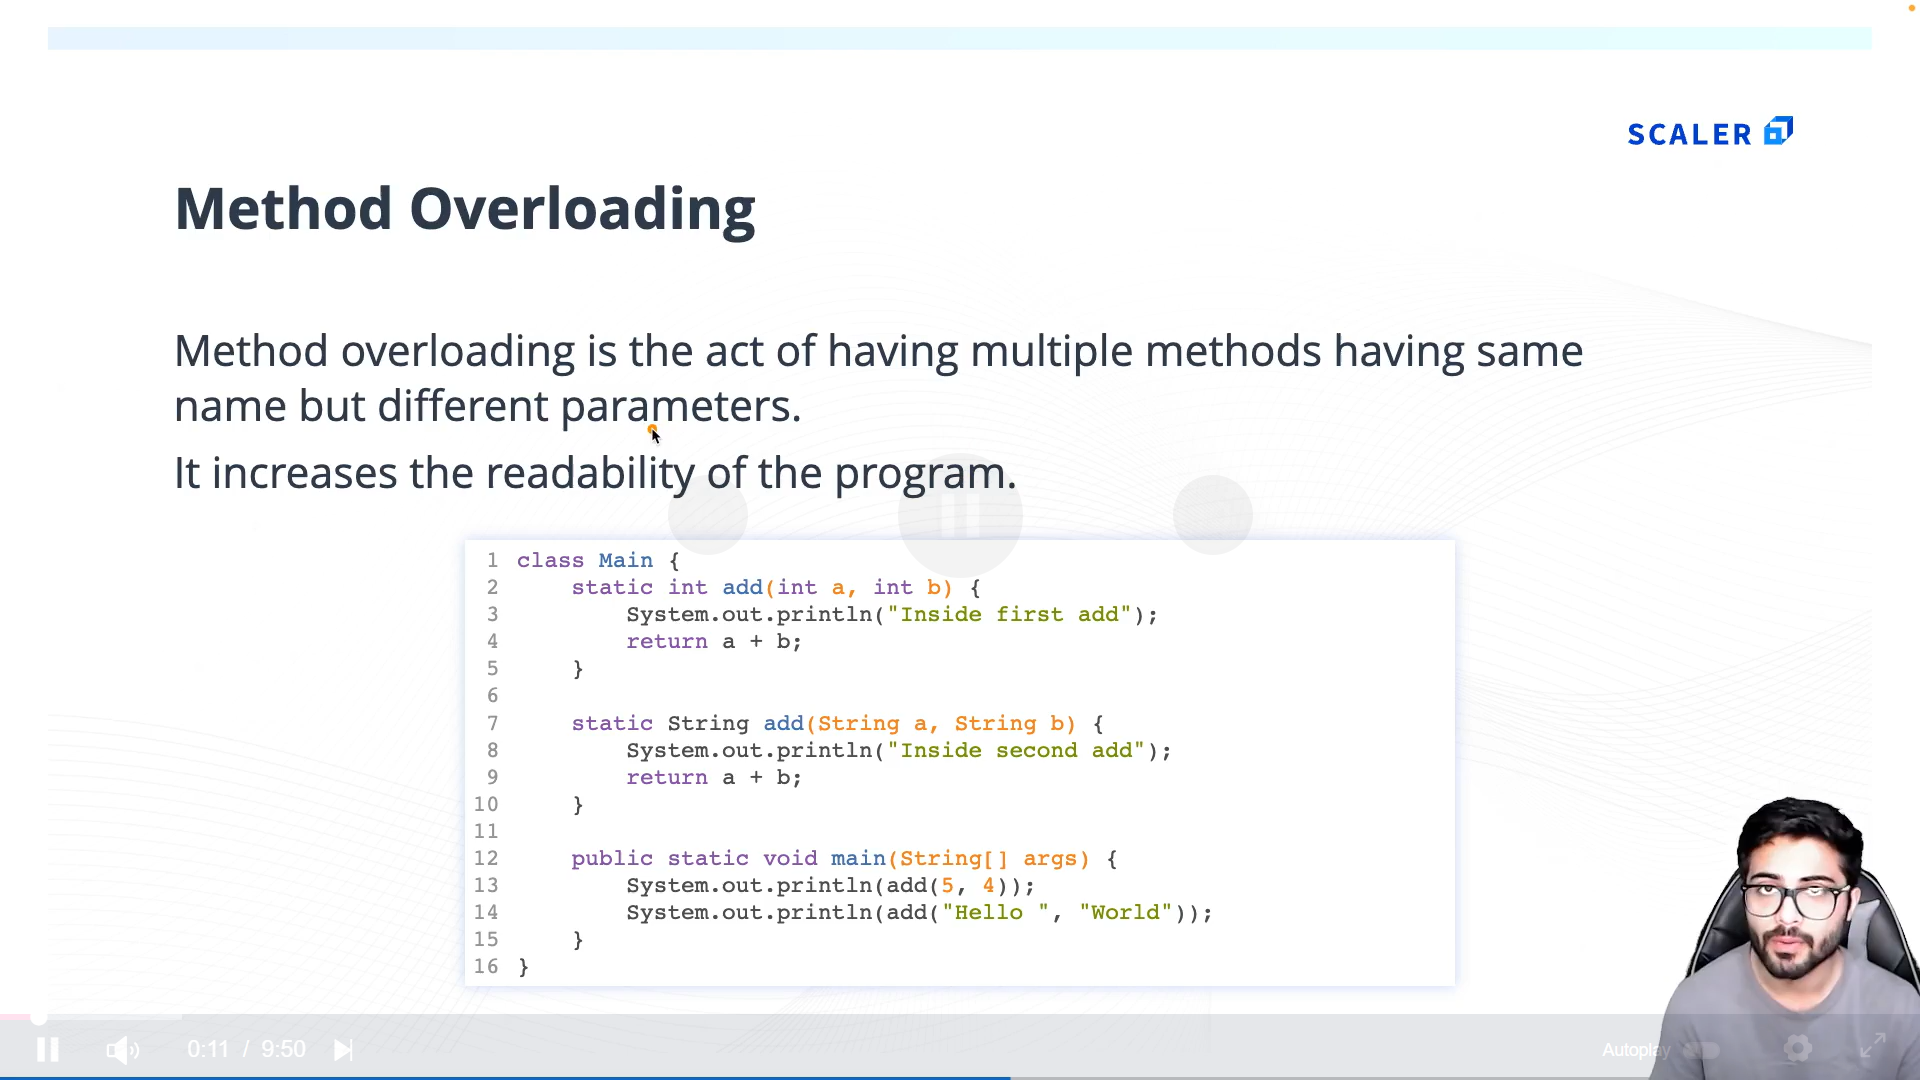 SCALER
Method Overloading
Method overloading is the act of having multiple methods having same
name but different parameters.
It increases the readability of the program.
1 class Main {
2     static int add(int a, int b) {
3         System.out.println("Inside first add");
4         return a + b;
5     }
6
7     static String add(String a, String b) {
8         System.out.println("Inside second add");
9         return a + b;
10     }
11
12     public static void main(String[] args) {
13         System.out.println(add(5, 4));
14         System.out.println(add("Hello ", "World"));
15     }
16 }
0:11 / 9:50
Autoplay